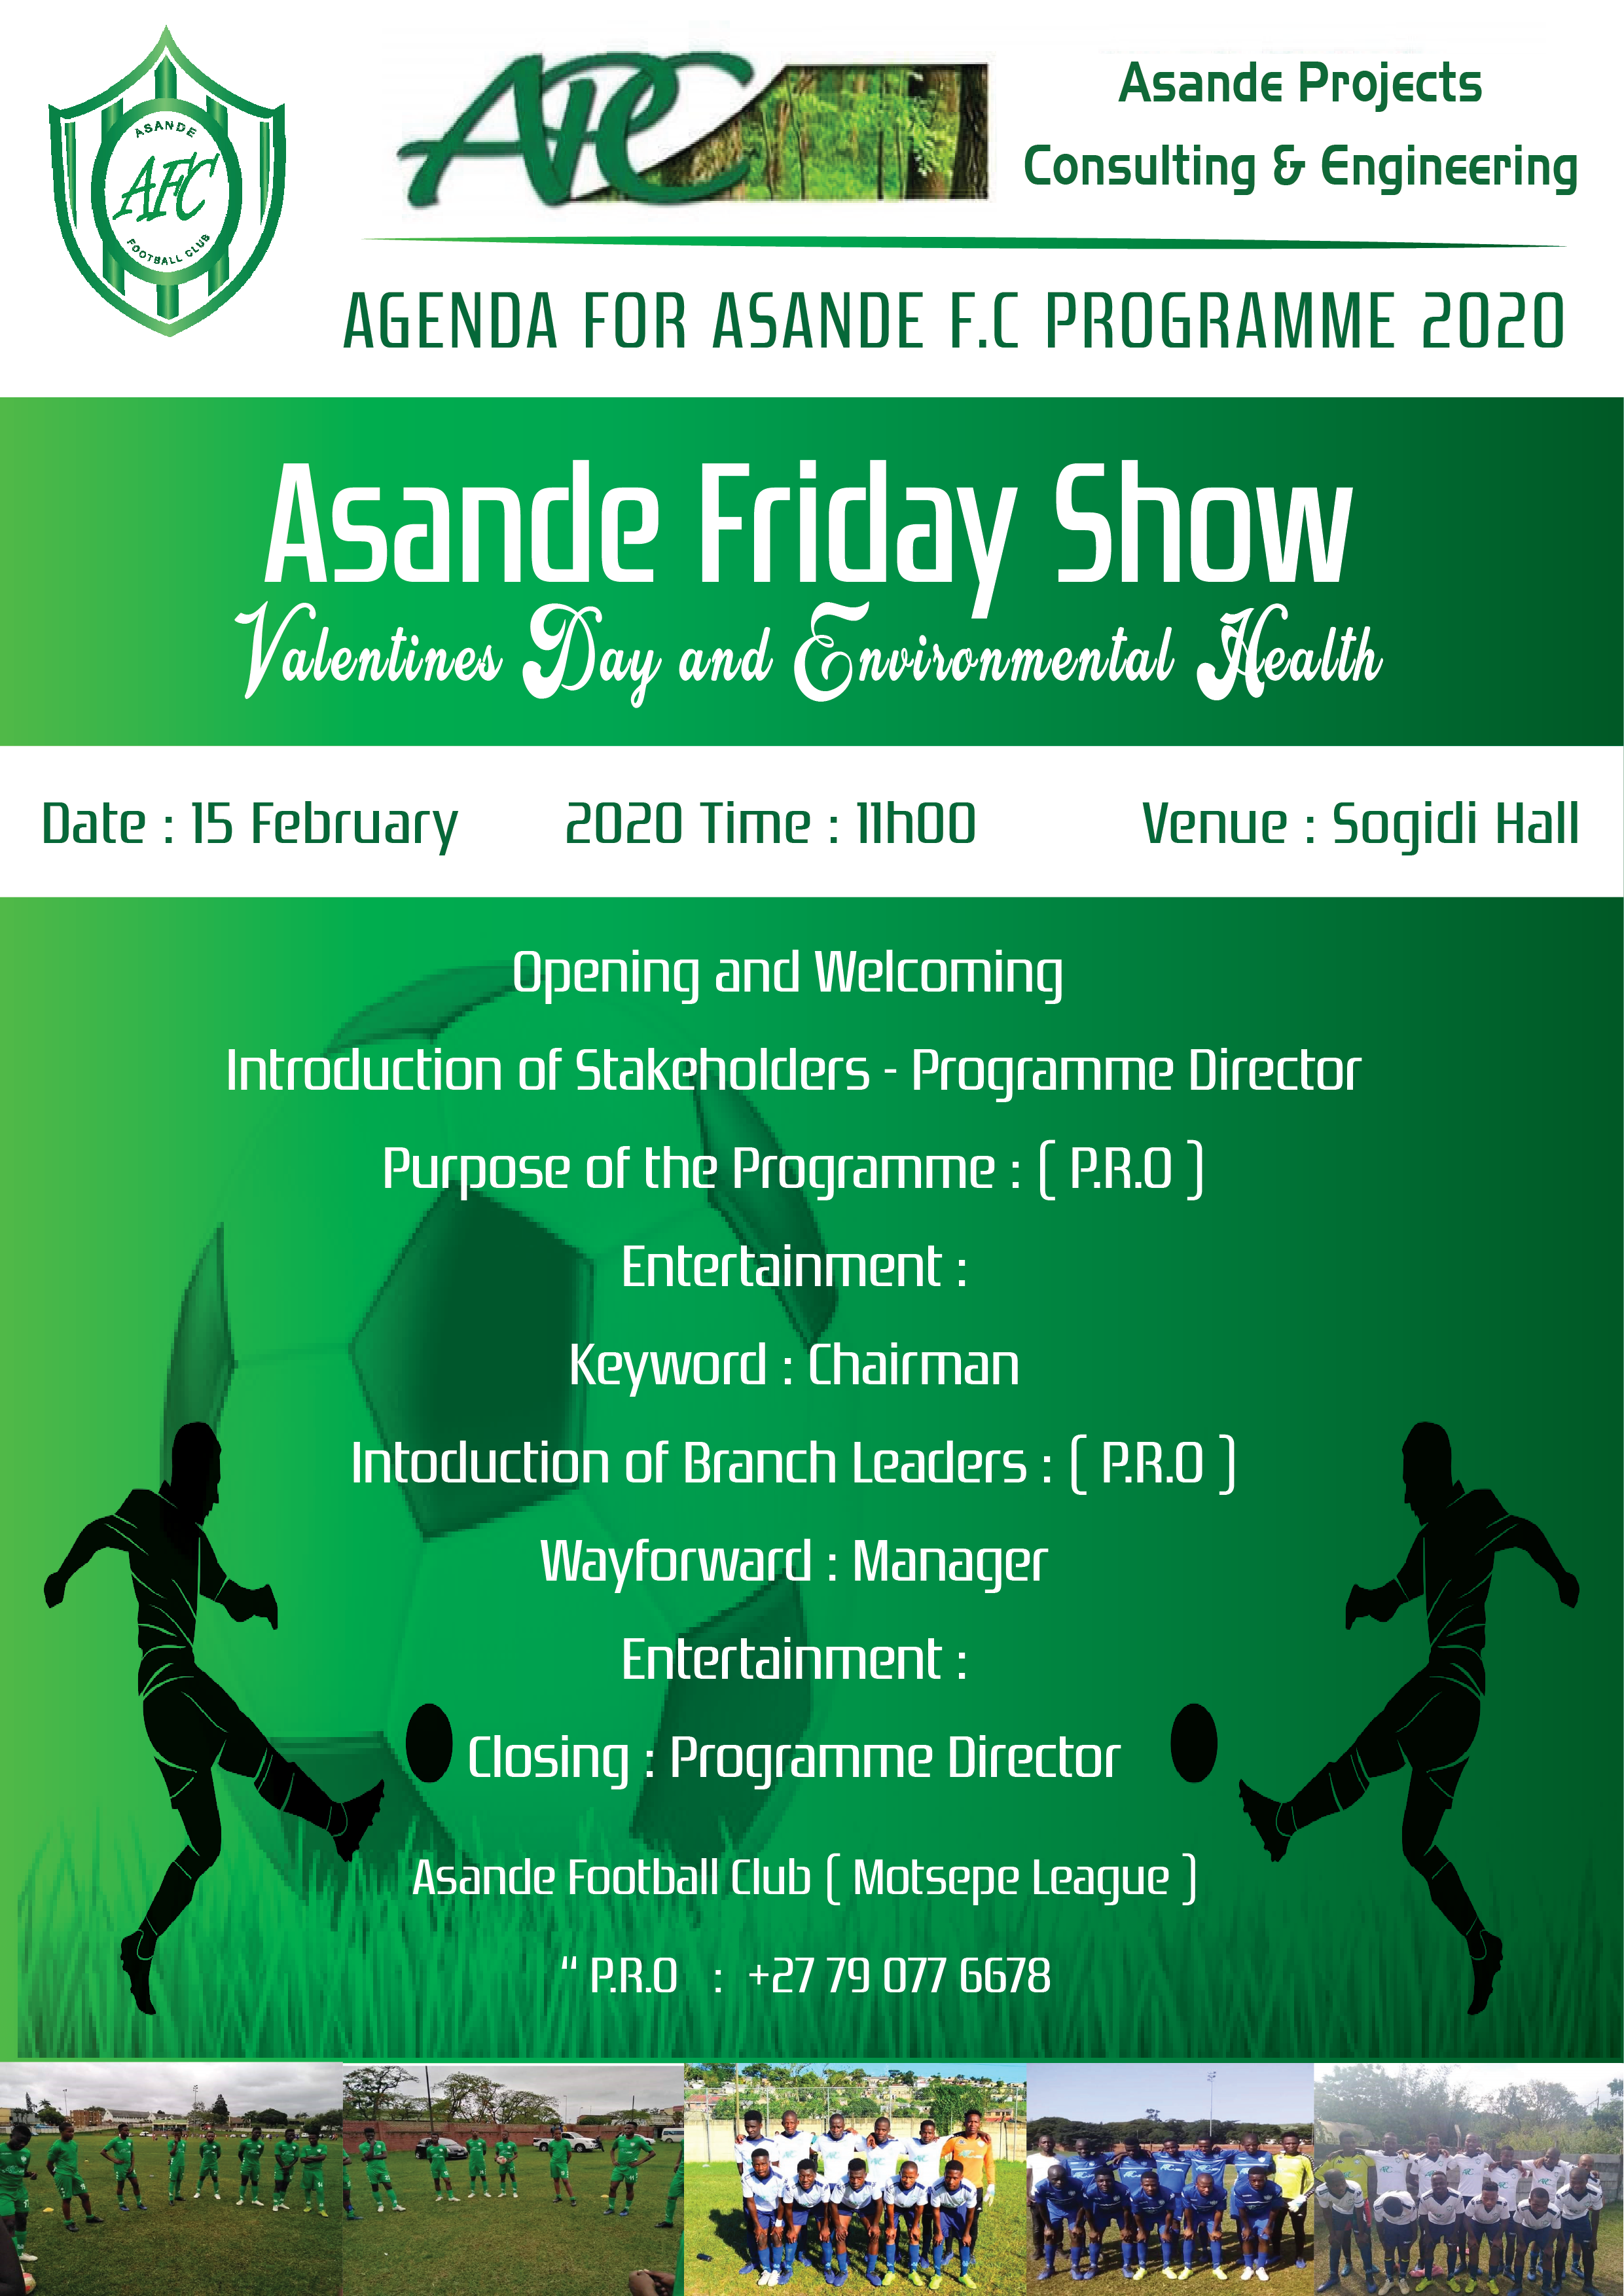 ASANDE
AFC
FOOTBALL CLUB
APC
Asande Projects
Consulting & Engineering
AGENDA FOR ASANDE F.C PROGRAMME 2020
Asande Friday Show
Valentines Day and Environmental Health
Date : 15 February 2020 Time : 11h00 Venue : Sogidi Hall
Opening and Welcoming
Introduction of Stakeholders - Programme Director
Purpose of the Programme : ( P.R.O )
Entertainment :
Keyword : Chairman
Intoduction of Branch Leaders : ( P.R.O )
Wayforward : Manager
Entertainment :
Closing : Programme Director
Asande Football Club ( Motsepe League )
“ P.R.O : +27 79 077 6678